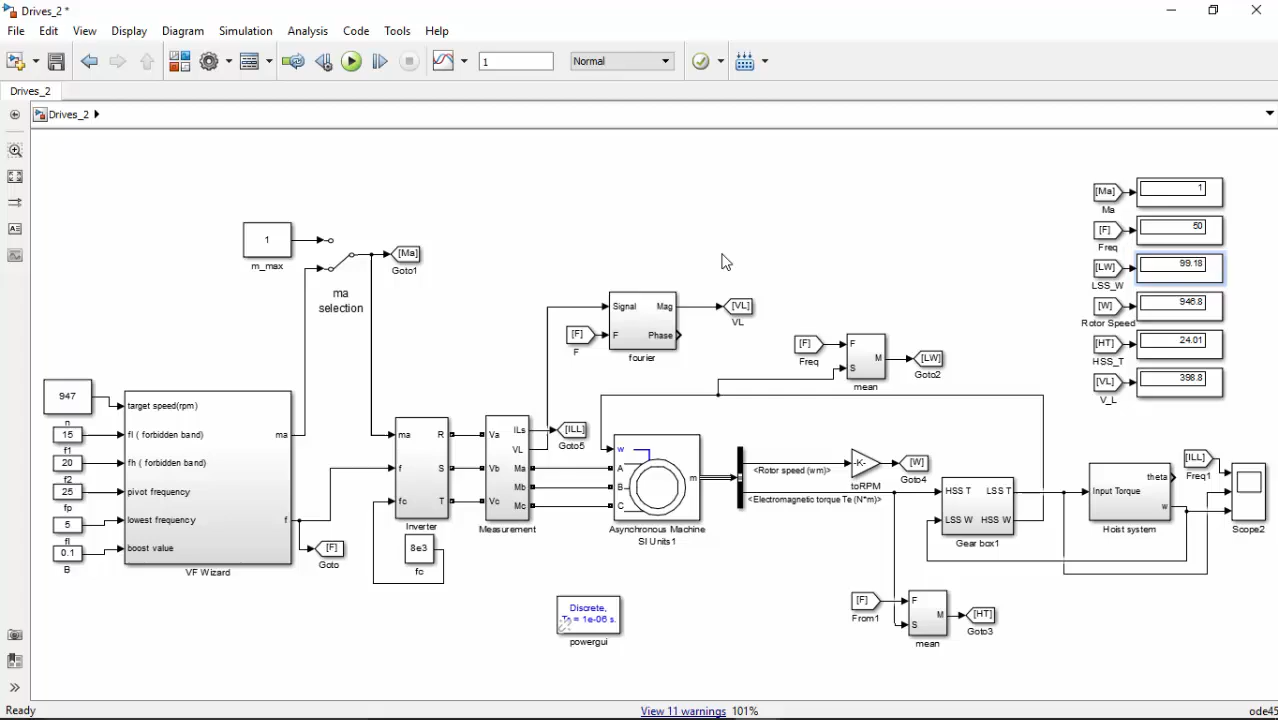 Drives_2 *
File Edit View Display Diagram Simulation Analysis Code Tools Help
1 Normal
Drives_2
Drives_2
[Ma] 1
Ma
[F] 50
Freq
[LW] 99.18
LSS_W
[W] 946.8
Rotor Speed
[HT] 24.01
HSS_T
[VL] 398.8
V_L
1
m_max
[Ma]
Goto1
ma
selection
Signal Mag
F Phase
fourier
[F]
F
[VL]
VL
[F]
Freq
F
S
M
mean
[LW]
Goto2
947
n
15
f1
20
f2
25
fp
5
fl
0.1
B
target speed(rpm)
fl ( forbidden band)
fh ( forbidden band)
pivot frequency
lowest frequency
boost value
ma
f
VF Wizard
[F]
Goto
ma R
f S
fc T
Inverter
8e3
fc
Va ILs
VL
Vb Ma
Mb
Vc Mc
Measurement
[ILL]
Goto5
w
A
B
C
m
Asynchronous Machine
SI Units1
<Rotor speed (wm)>
<Electromagnetic torque Te (N*m)>
-K-
toRPM
[W]
Goto4
HSS T LSS T
LSS W HSS W
Gear box1
Input Torque
theta
w
Hoist system
[ILL]
Freq1
Scope2
[F]
From1
F
S
M
mean
[HT]
Goto3
Discrete,
= 1e-06 s.
powergui
Ready View 11 warnings 101% ode45